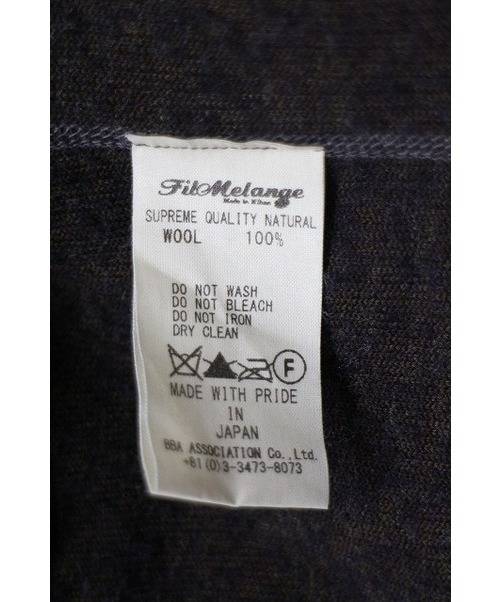 FilMelange
Made in Nihon
SUPREME QUALITY NATURAL
WOOL 100%
DO NOT WASH
DO NOT BLEACH
DO NOT IRON
DRY CLEAN
F
MADE WITH PRIDE
IN
JAPAN
BBA ASSOCIATION Co.,Ltd.
+81(0)3-3473-8073